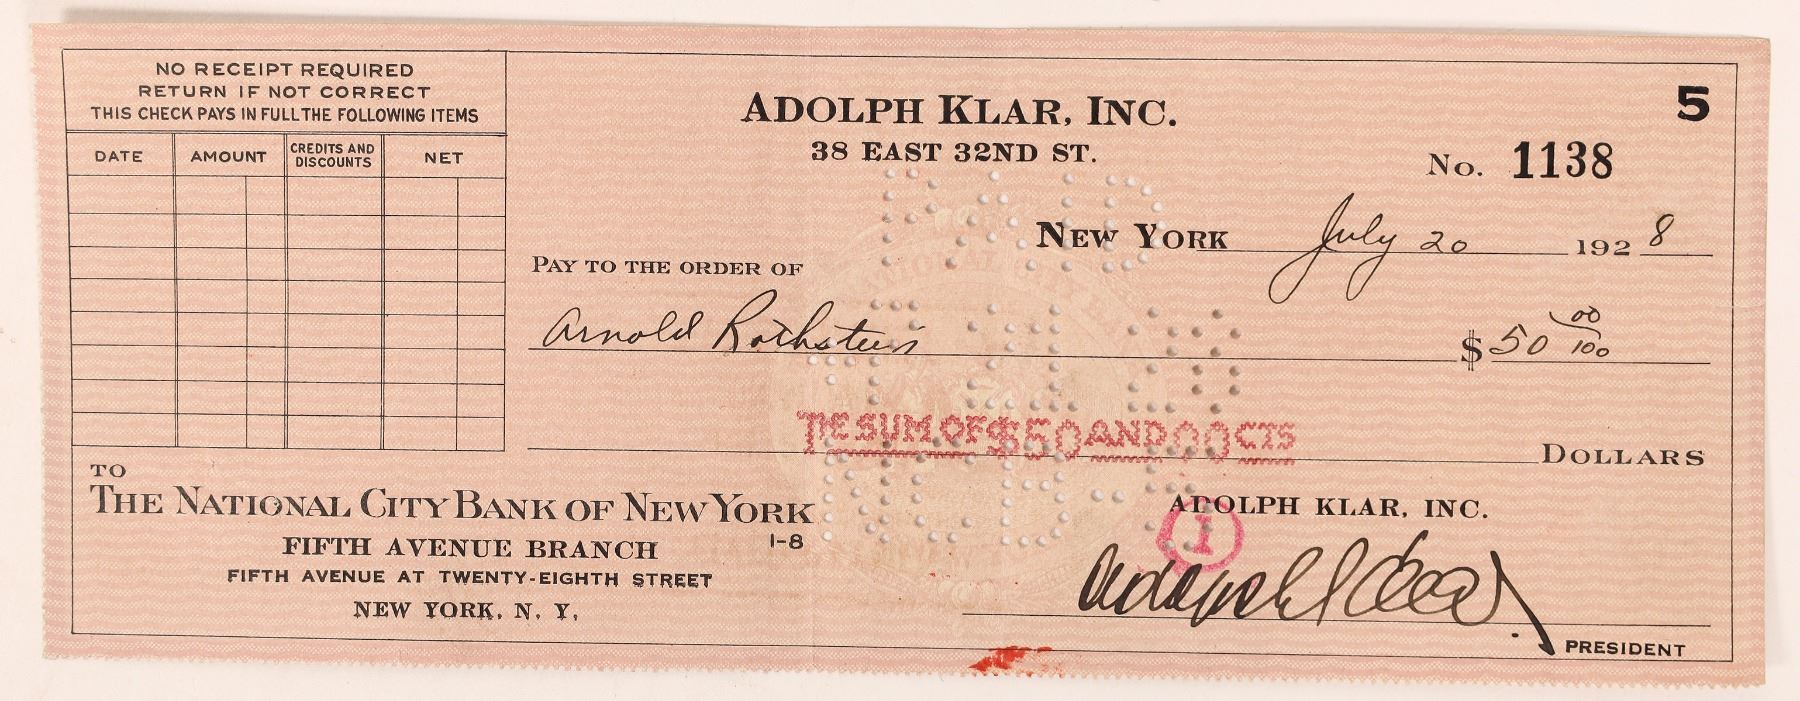 NO RECEIPT REQUIRED
RETURN IF NOT CORRECT
THIS CHECK PAYS IN FULL THE FOLLOWING ITEMS
DATE AMOUNT CREDITS AND DISCOUNTS NET
ADOLPH KLAR, INC.
38 EAST 32ND ST.
5
No. 1138
NEW YORK July 20 1928
PAY TO THE ORDER OF
Arnold Rothstein $ 50 00/100
THE SUM OF $50 AND 00 CTS DOLLARS
TO
THE NATIONAL CITY BANK OF NEW YORK
1-8
FIFTH AVENUE BRANCH
FIFTH AVENUE AT TWENTY-EIGHTH STREET
NEW YORK, N. Y.
ADOLPH KLAR, INC.
1
Adolph Klar
PRESIDENT